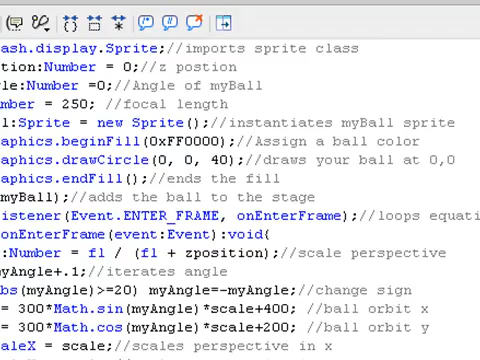 ash.display.Sprite;//imports sprite class
tion:Number = 0;//z postion
le:Number =0;//Angle of myBall
mber = 250; //focal length
l:Sprite = new Sprite();//instantiates myBall sprite
aphics.beginFill(0xFF0000);//Assign a ball color
aphics.drawCircle(0, 0, 40);//draws your ball at 0,0
aphics.endFill();//ends the fill
myBall);//adds the ball to the stage
istener(Event.ENTER_FRAME, onEnterFrame);//loops equati
onEnterFrame(event:Event):void{
:Number = fl / (fl + zposition);//scale perspective
yAngle+.1;//iterates angle
bs(myAngle)>=20) myAngle=-myAngle;//change sign
= 300*Math.sin(myAngle)*scale+400; //ball orbit x
= 300*Math.cos(myAngle)*scale+200; //ball orbit y
aleX = scale;//scales perspective in x